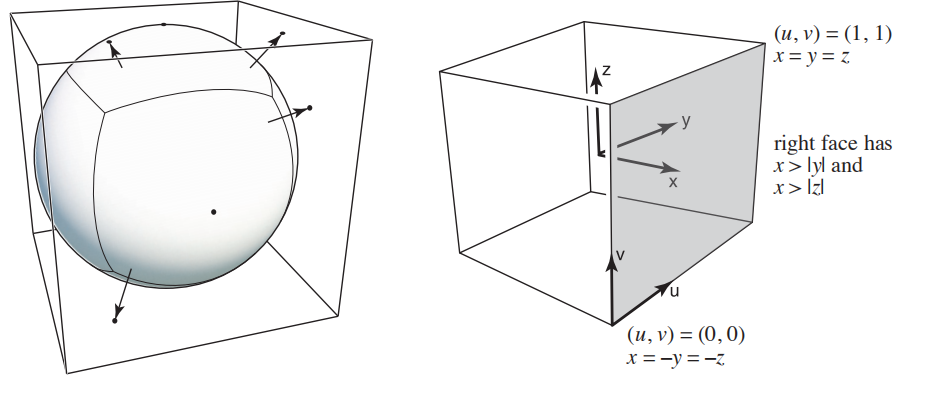 (u, v) = (1, 1)
x = y = z
z
y
x
right face has
x > |y| and
x > |z|
v
u
(u, v) = (0, 0)
x = –y = –z